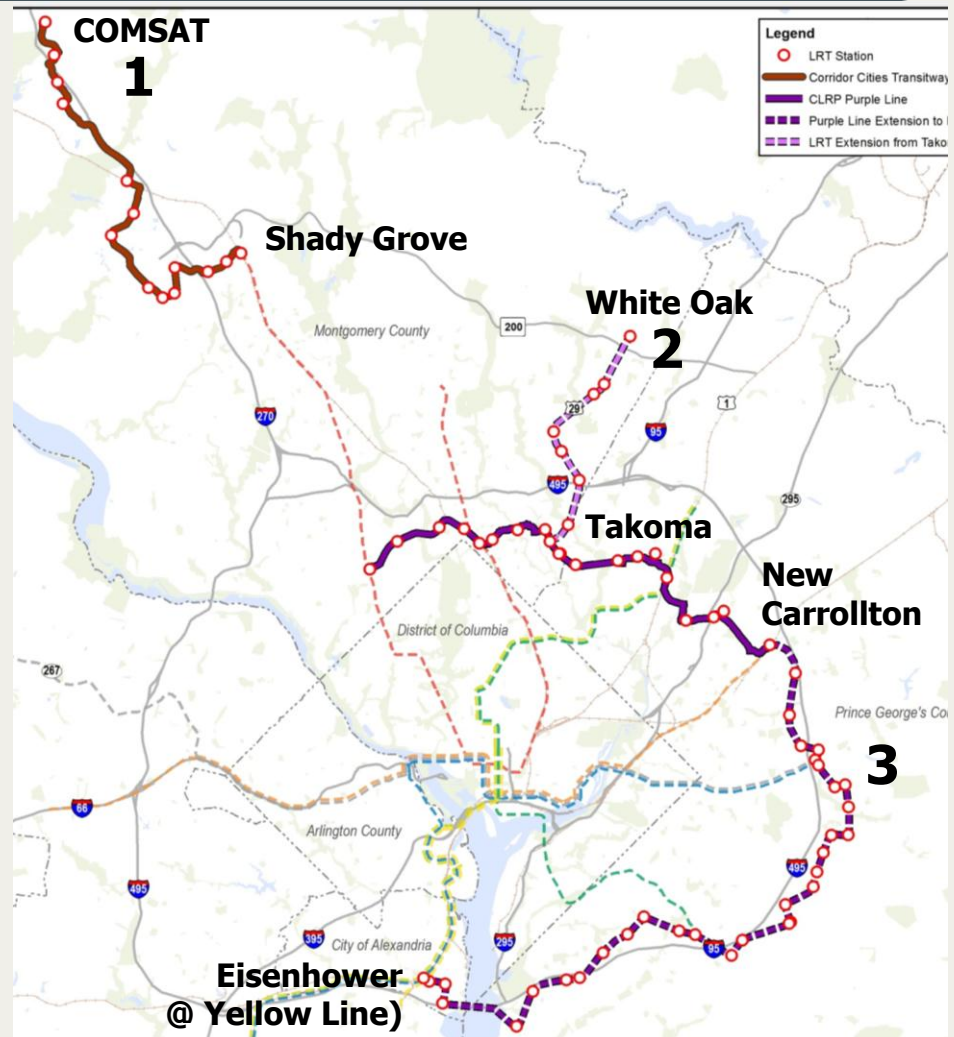 COMSAT
1
Legend
LRT Station
Corridor Cities Transitway
CLRP Purple Line
Purple Line Extension to
LRT Extension from Tako
Shady Grove
White Oak
2
Montgomery County
200
270
29
1
95
495
295
Takoma
New
Carrollton
District of Columbia
267
Prince George's Co
3
66
Arlington County
495
495
395
City of Alexandria
295
95
Eisenhower
@ Yellow Line)